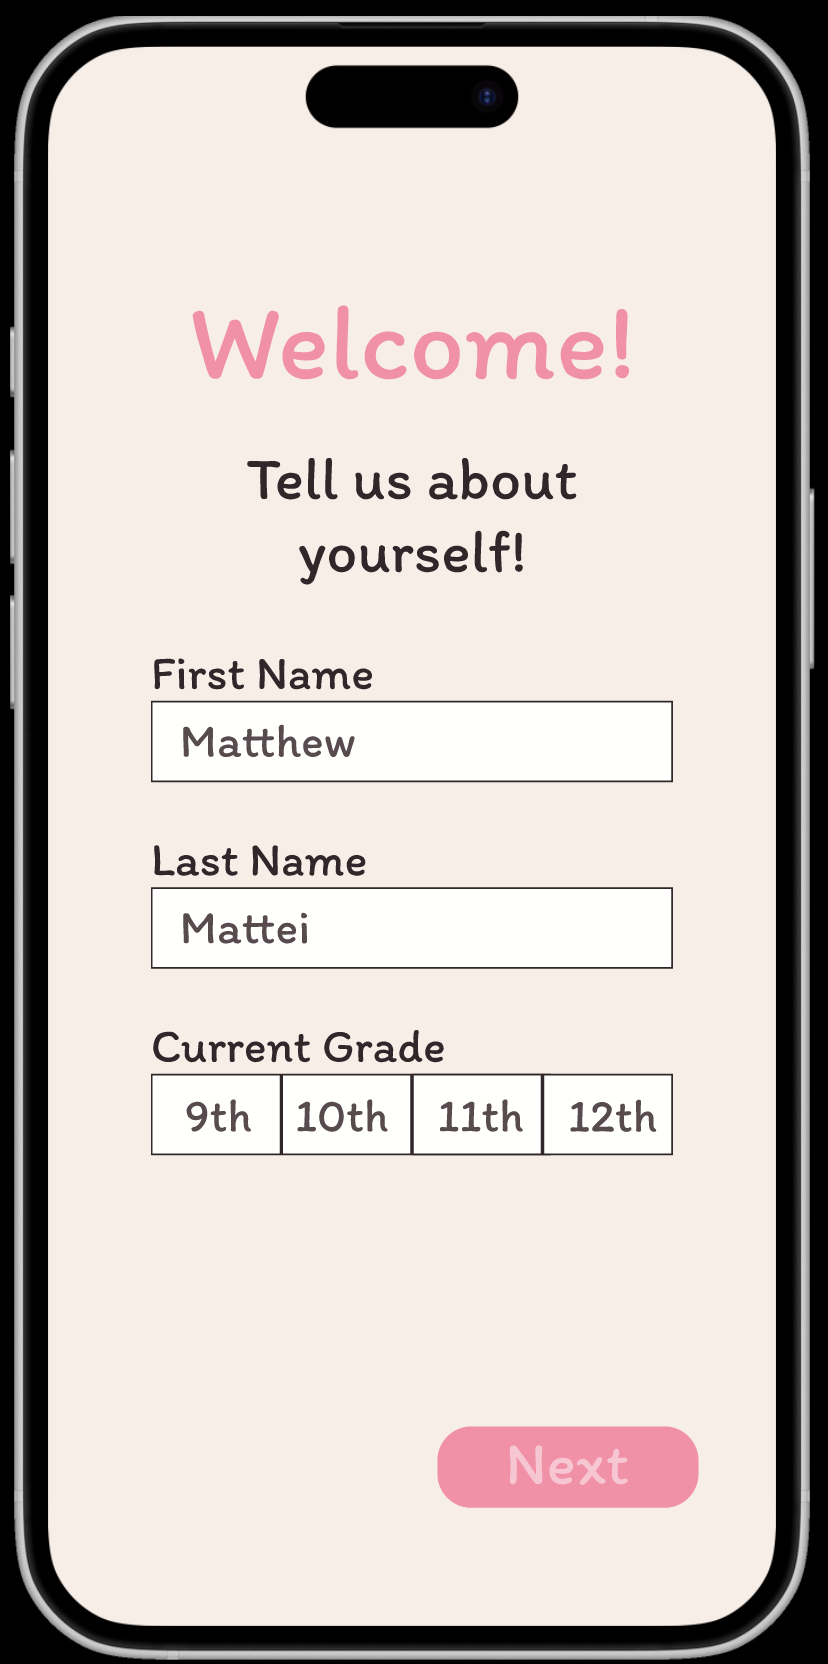 Welcome!
Tell us about
yourself!
First Name
Matthew
Last Name
Mattei
Current Grade
9th 10th 11th 12th
Next